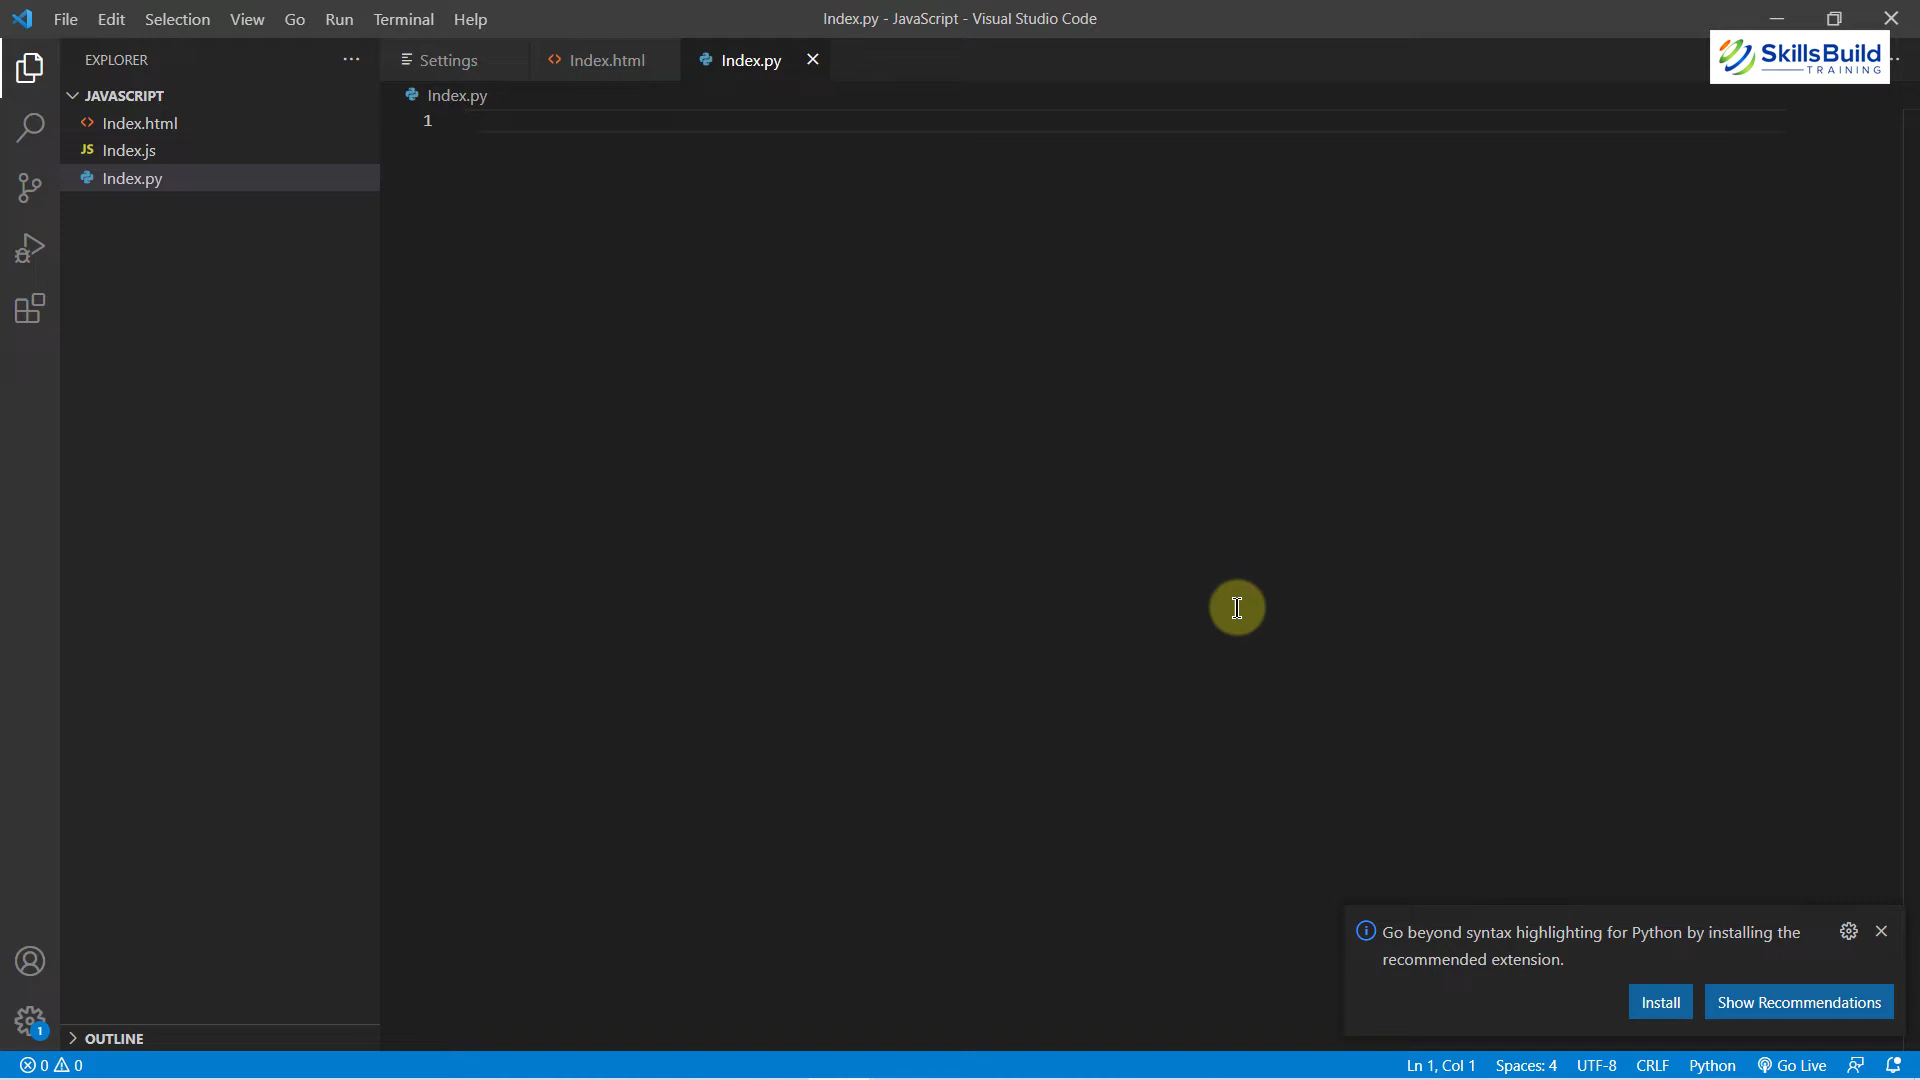 File Edit Selection View Go Run Terminal Help
Index.py - JavaScript - Visual Studio Code
SkillsBuild
TRAINING
EXPLORER
Settings
Index.html
Index.py
JAVASCRIPT
Index.html
JS Index.js
Index.py
Index.py
1
Go beyond syntax highlighting for Python by installing the
recommended extension.
Install
Show Recommendations
1
OUTLINE
0 0
Ln 1, Col 1 Spaces: 4 UTF-8 CRLF Python Go Live